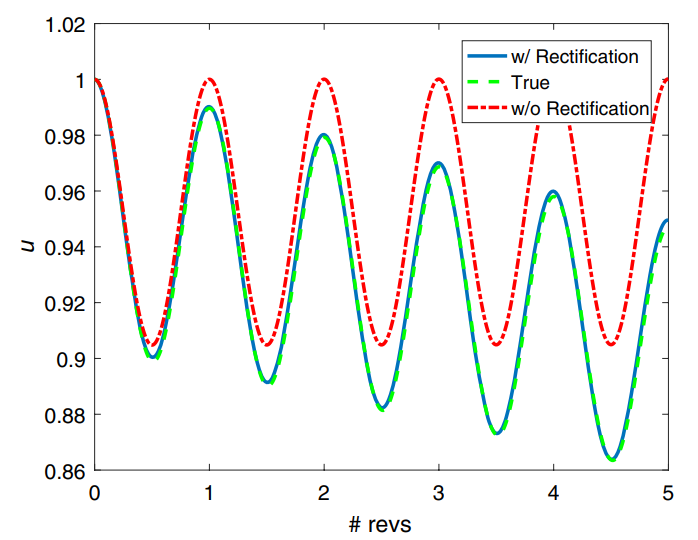 1.02
1
0.98
0.96
0.94
0.92
0.9
0.88
0.86
u
0 1 2 3 4 5
# revs
w/ Rectification
True
w/o Rectification